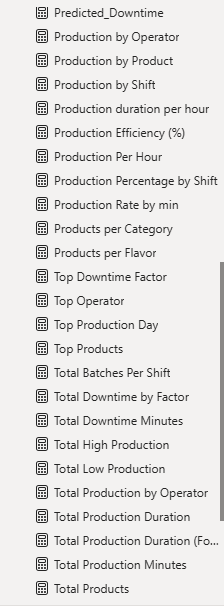 Predicted_Downtime
Production by Operator
Production by Product
Production by Shift
Production duration per hour
Production Efficiency (%)
Production Per Hour
Production Percentage by Shift
Production Rate by min
Products per Category
Products per Flavor
Top Downtime Factor
Top Operator
Top Production Day
Top Products
Total Batches Per Shift
Total Downtime by Factor
Total Downtime Minutes
Total High Production
Total Low Production
Total Production by Operator
Total Production Duration
Total Production Duration (Fo...
Total Production Minutes
Total Products